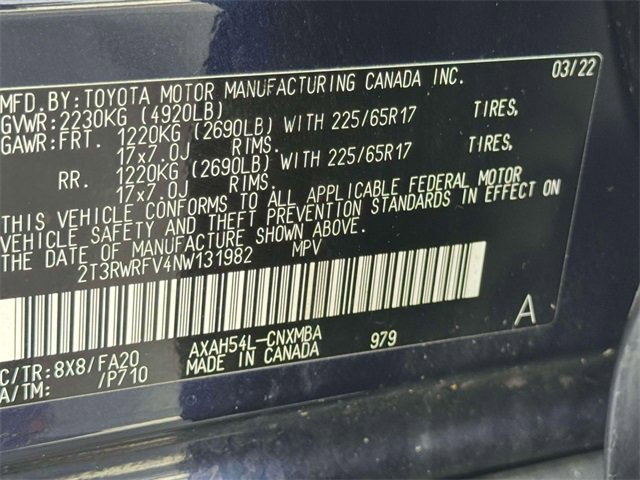 MFD. BY: TOYOTA MOTOR MANUFACTURING CANADA INC. 03/22
GVWR: 2230KG (4920LB)
GAWR: FRT. 1220KG (2690LB) WITH 225/65R17 TIRES,
17x7.0J RIMS.
RR. 1220KG (2690LB) WITH 225/65R17 TIRES,
17x7.0J RIMS.
THIS VEHICLE CONFORMS TO ALL APPLICABLE FEDERAL MOTOR
VEHICLE SAFETY AND THEFT PREVENTION STANDARDS IN EFFECT ON
THE DATE OF MANUFACTURE SHOWN ABOVE.
2T3RWRFV4NW131982 MPV
A
C/TR: 8X8/FA20 AXAH54L-CNXMBA 979
A/TM: /P710 MADE IN CANADA